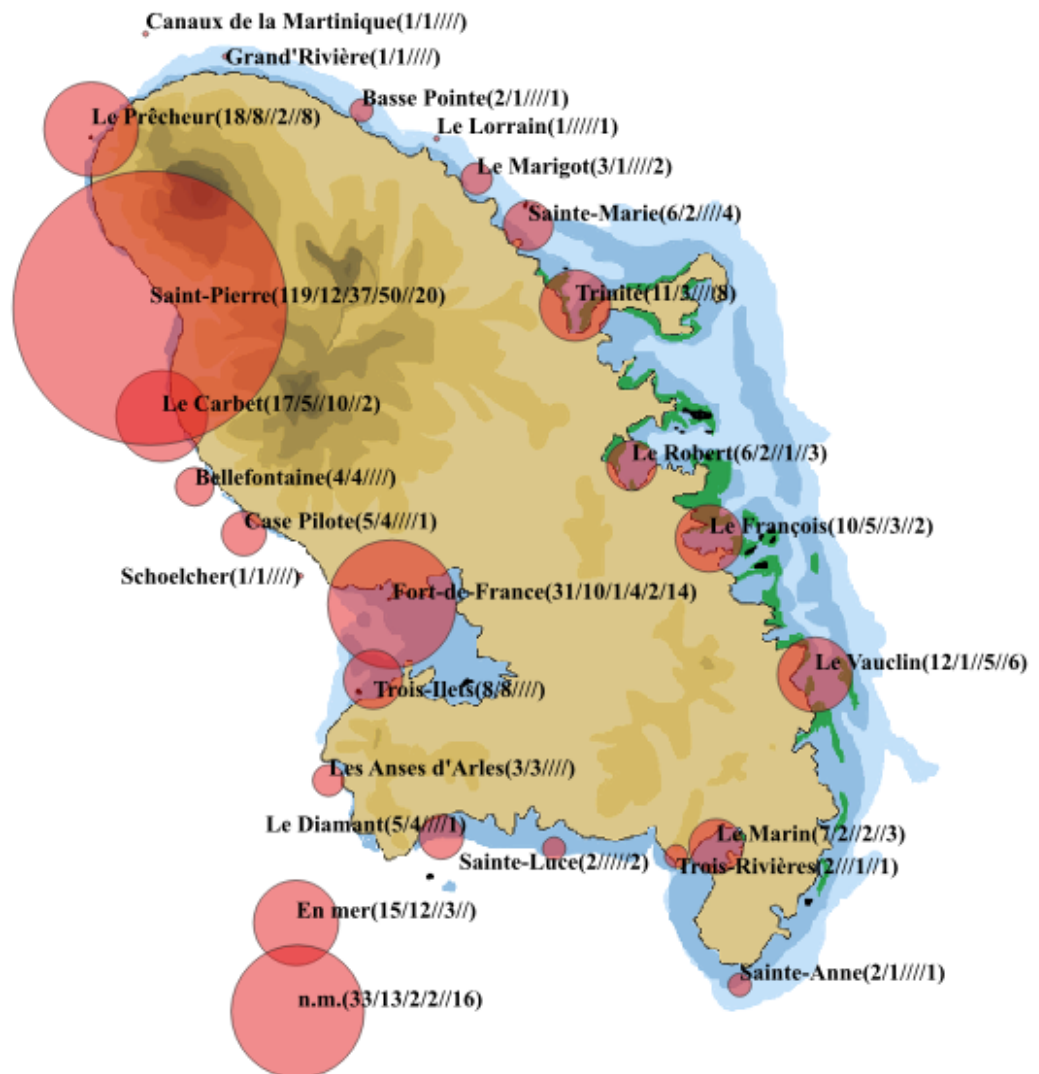 Canaux de la Martinique(1/1////)
Grand'Rivière(1/1////)
Basse Pointe(2/1////1)
Le Prêcheur(18/8//2//8)
Le Lorrain(1/////1)
Le Marigot(3/1////2)
Sainte-Marie(6/2////4)
Saint-Pierre(119/12/37/50//20)
Trinité(11/3////8)
Le Carbet(17/5//10//2)
Le Robert(6/2//1//3)
Bellefontaine(4/4////)
Case Pilote(5/4////1)
Le François(10/5//3//2)
Schoelcher(1/1////)
Fort-de-France(31/10/1/4/2/14)
Le Vauclin(12/1//5//6)
Trois-Ilets(8/8////)
Les Anses d'Arles(3/3////)
Le Diamant(5/4////1)
Le Marin(7/2//2//3)
Sainte-Luce(2/////2)
Trois-Rivières(2///1//1)
En mer(15/12//3//)
Sainte-Anne(2/1////1)
n.m.(33/13/2/2//16)